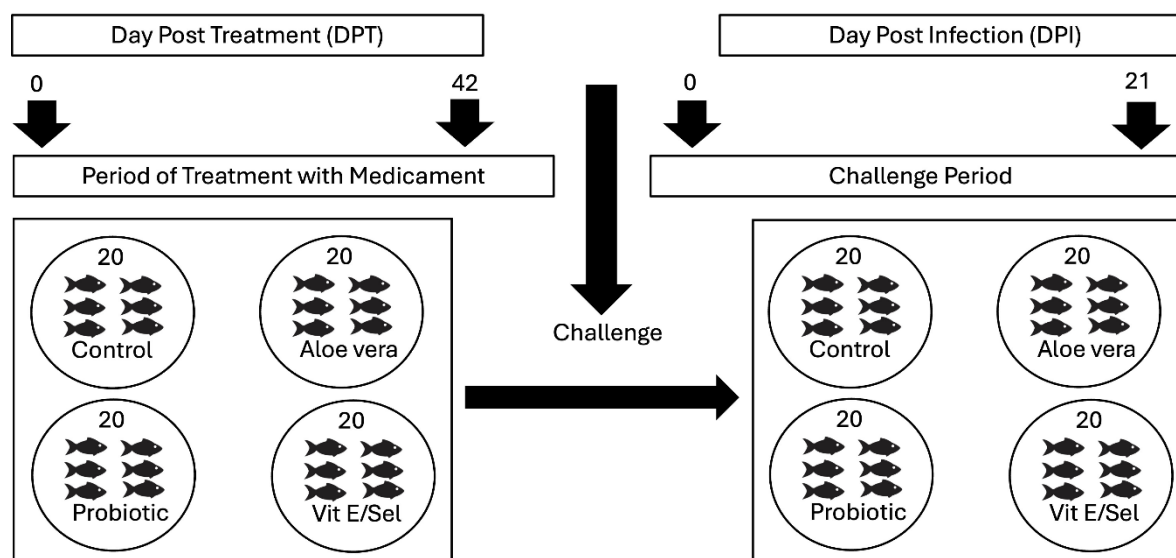 Day Post Treatment (DPT)
Day Post Infection (DPI)
0
42
0
21
Period of Treatment with Medicament
Challenge Period
20
20
Control
Aloe vera
20
20
Probiotic
Vit E/Sel
Challenge
20
20
Control
Aloe vera
20
20
Probiotic
Vit E/Sel